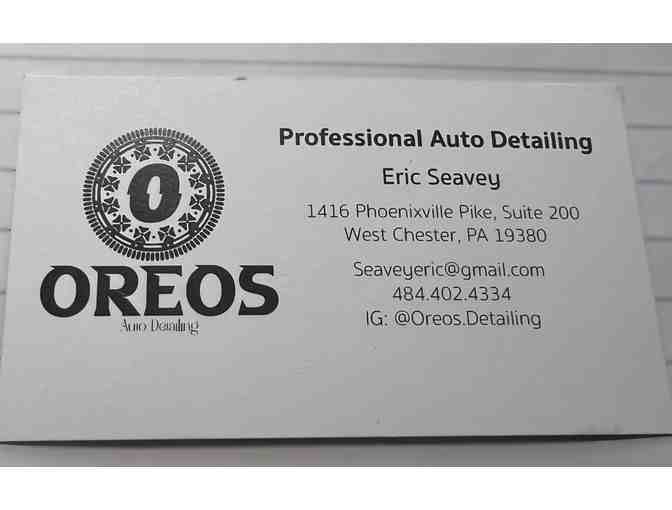 O
OREOS
Auto Detailing
Professional Auto Detailing
Eric Seavey
1416 Phoenixville Pike, Suite 200
West Chester, PA 19380
Seaveyeric@gmail.com
484.402.4334
IG: @Oreos.Detailing